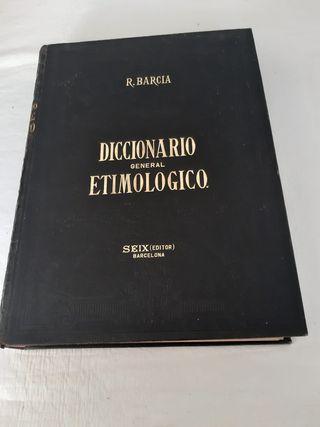 R. BARCIA
DICCIONARIO
GENERAL
ETIMOLOGICO.
SEIX (EDITOR)
BARCELONA